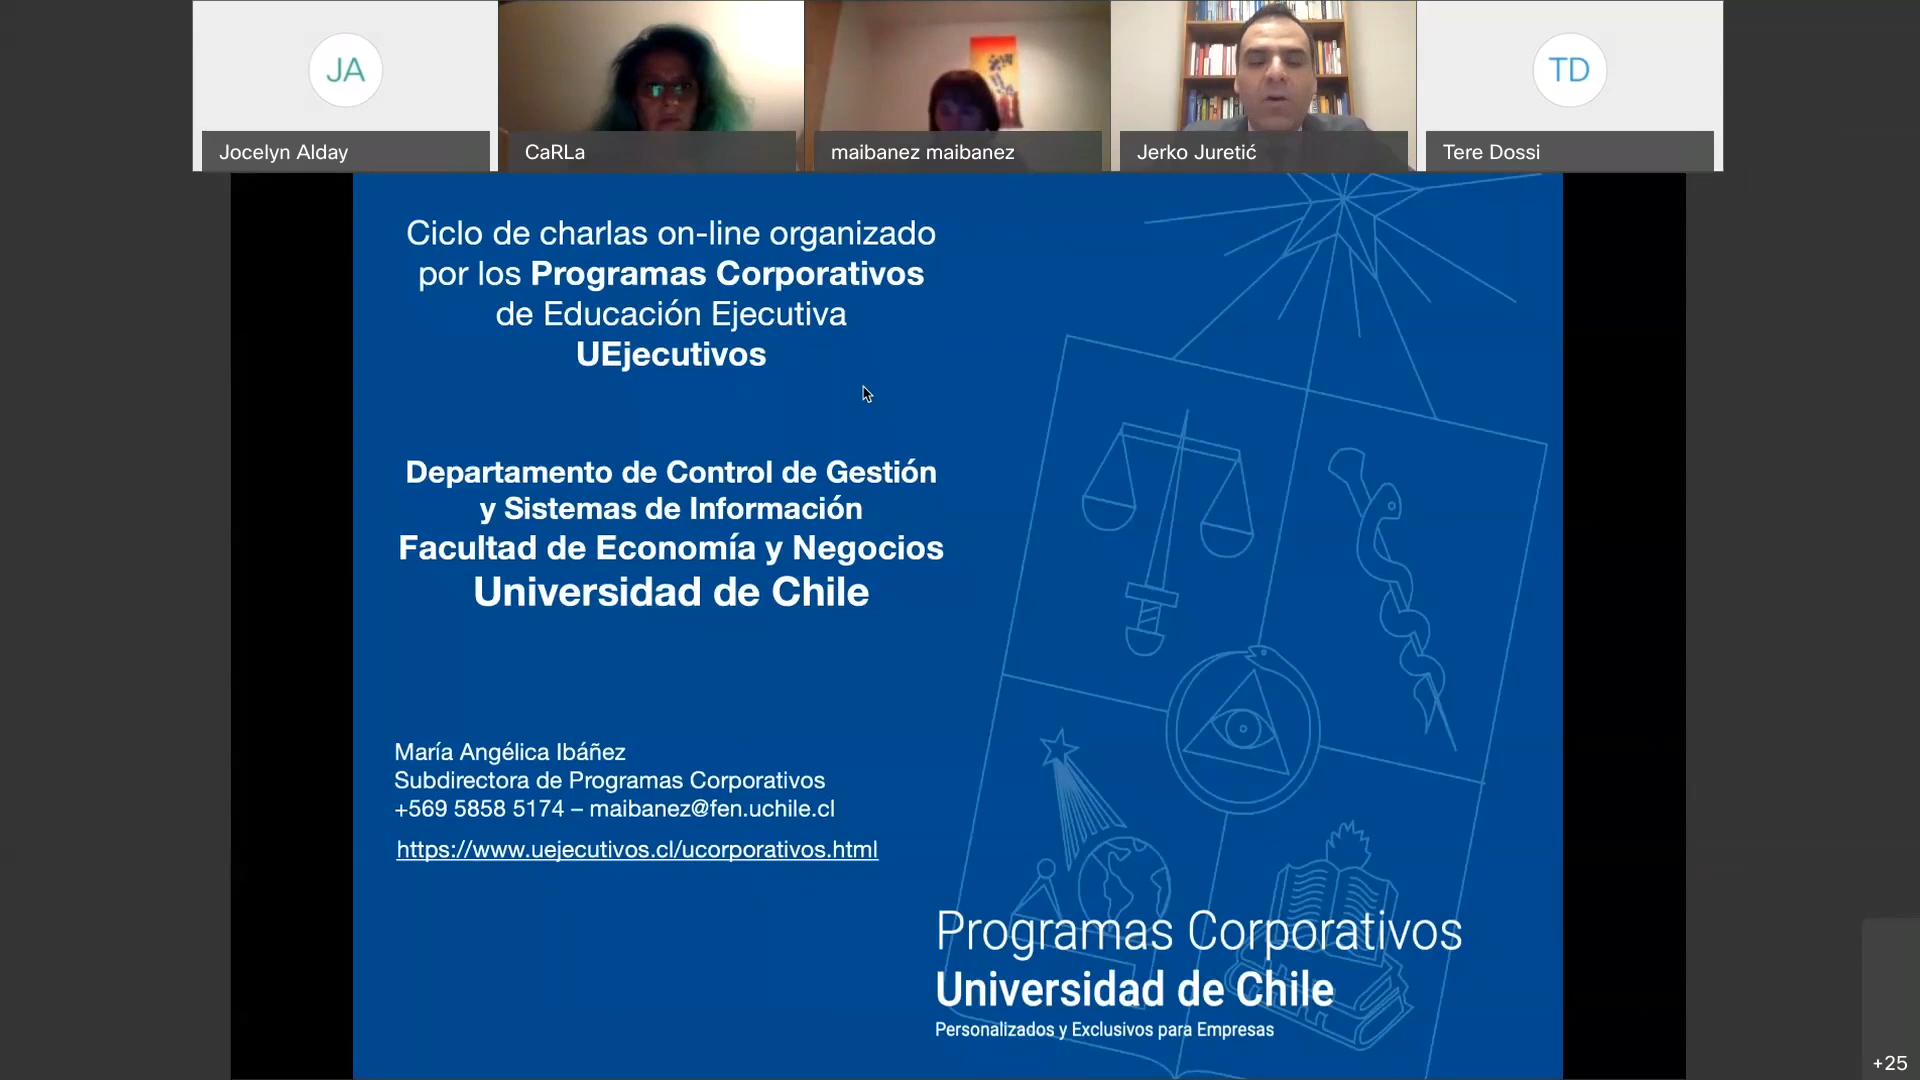 JA
TD
Jocelyn Alday
CaRLa
maibanez maibanez
Jerko Juretić
Tere Dossi
Ciclo de charlas on-line organizado
por los Programas Corporativos
de Educación Ejecutiva
UEjecutivos
Departamento de Control de Gestión
y Sistemas de Información
Facultad de Economía y Negocios
Universidad de Chile
María Angélica Ibáñez
Subdirectora de Programas Corporativos
+569 5858 5174 – maibanez@fen.uchile.cl
https://www.uejecutivos.cl/ucorporativos.html
Programas Corporativos
Universidad de Chile
Personalizados y Exclusivos para Empresas
+25